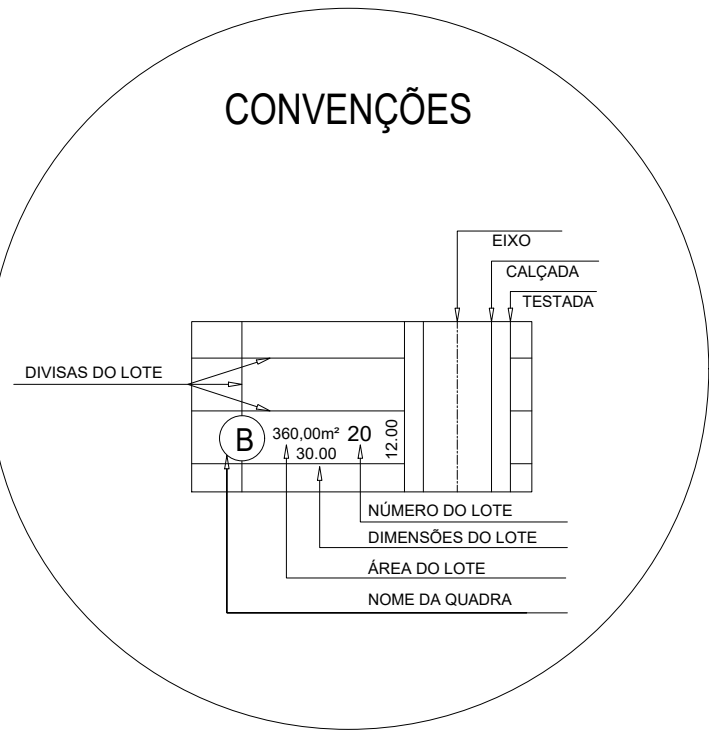 CONVENÇÕES
EIXO
CALÇADA
TESTADA
DIVISAS DO LOTE
B
360,00m² 20
30.00
12.00
NÚMERO DO LOTE
DIMENSÕES DO LOTE
ÁREA DO LOTE
NOME DA QUADRA